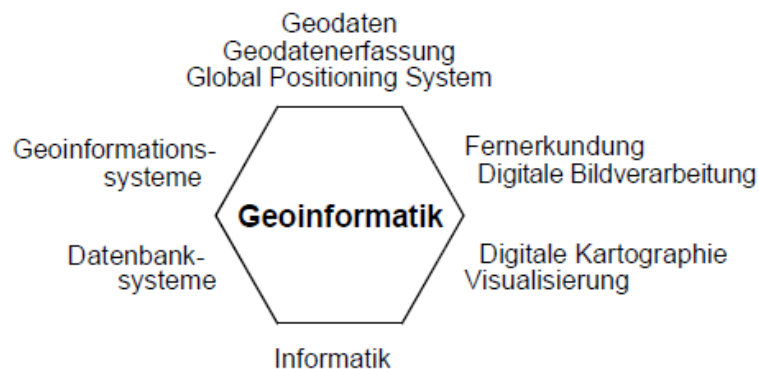 Geodaten
Geodatenerfassung
Global Positioning System
Geoinformations-
systeme
Fernerkundung
Digitale Bildverarbeitung
Geoinformatik
Datenbank-
systeme
Digitale Kartographie
Visualisierung
Informatik